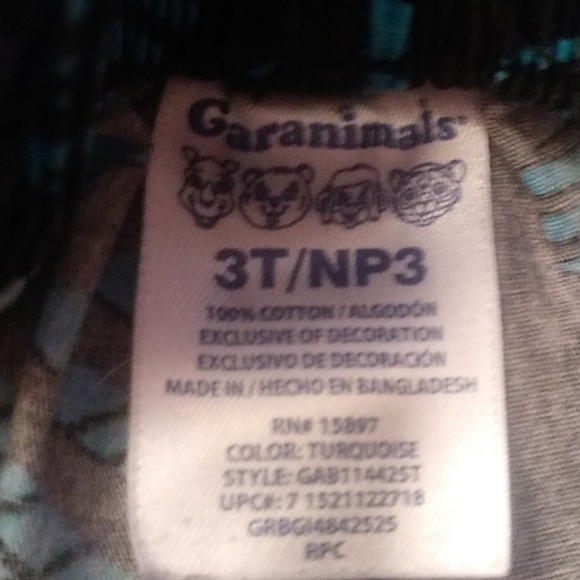 Garanimals
3T/NP3
100% COTTON / ALGODÓN
EXCLUSIVE OF DECORATION
EXCLUSIVO DE DECORACIÓN
MADE IN / HECHO EN BANGLADESH
RN# 15897
COLOR: TURQUOISE
STYLE: GAB114425T
UPC#: 7 1521122718
GRBGI4842525
RPC